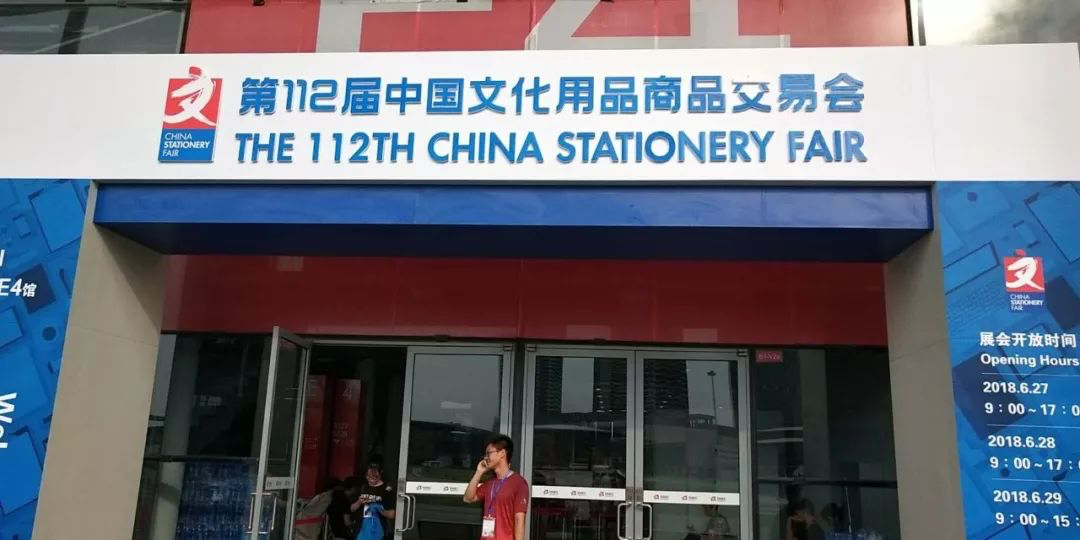 第112届中国文化用品商品交易会
THE 112TH CHINA STATIONERY FAIR
文
CHINA
STATIONERY
FAIR
E4馆
文
CHINA
STATIONERY
FAIR
展会开放时间
Opening Hours
2018.6.27
9:00~17:0
2018.6.28
9:00~17:
2018.6.29
9:00~15